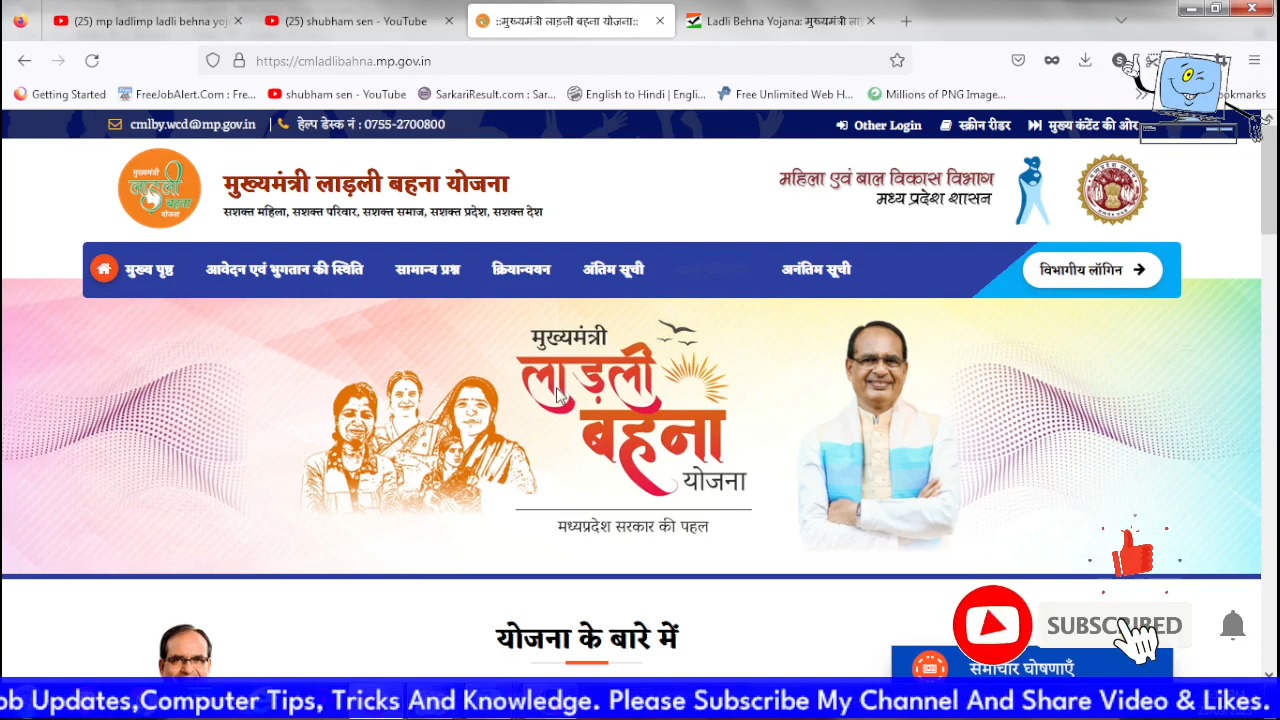 (25) mp ladlimp ladli behna yoj
(25) shubham sen - YouTube
::मुख्यमंत्री लाड़ली बहना योजना::
Ladli Behna Yojana: मुख्यमंत्री
https://cmladlibahna.mp.gov.in
Getting Started
FreeJobAlert.Com : Fre...
shubham sen - YouTube
SarkariResult.com : Sar...
English to Hindi | Engli...
Free Unlimited Web H...
Millions of PNG Image...
cmlby.wcd@mp.gov.in | हेल्प डेस्क नं : 0755-2700800
Other Login
स्क्रीन रीडर
मुख्य कंटेंट की ओर
मुख्यमंत्री लाड़ली बहना योजना
सशक्त महिला, सशक्त परिवार, सशक्त समाज, सशक्त प्रदेश, सशक्त देश
महिला एवं बाल विकास विभाग
मध्य प्रदेश शासन
मुख्यमंत्री
लाड़ली
बहना
योजना
मुख्य पृष्ठ
आवेदन एवं भुगतान की स्थिति
सामान्य प्रश्न
क्रियान्वयन
अंतिम सूची
अनंतिम सूची
विभागीय लॉगिन
मुख्यमंत्री
लाड़ली
बहना
योजना
मध्यप्रदेश सरकार की पहल
योजना के बारे में
SUBSCRIBED
समाचार घोषणाएँ
ob Updates,Computer Tips, Tricks And Knowledge. Please Subscribe My Channel And Share Video & Likes.